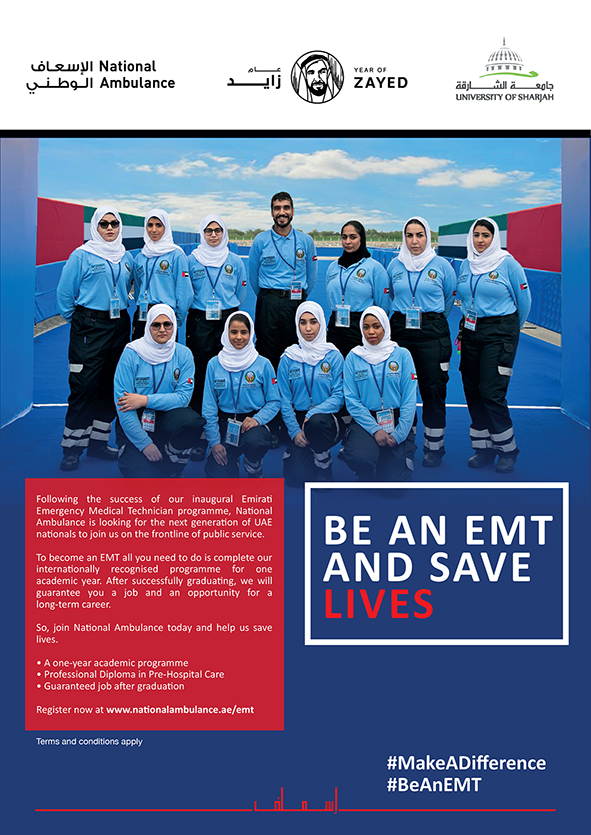 الإسعاف National
الوطني Ambulance
عام
زايد
YEAR OF
ZAYED
جامعة الشارقة
UNIVERSITY OF SHARJAH
Following the success of our inaugural Emirati
Emergency Medical Technician programme, National
Ambulance is looking for the next generation of UAE
nationals to join us on the frontline of public service.
To become an EMT all you need to do is complete our
internationally recognised programme for one
academic year. After successfully graduating, we will
guarantee you a job and an opportunity for a
long-term career.
So, join National Ambulance today and help us save
lives.
• A one-year academic programme
• Professional Diploma in Pre-Hospital Care
• Guaranteed job after graduation
Register now at www.nationalambulance.ae/emt
Terms and conditions apply
BE AN EMT
AND SAVE
LIVES
#MakeADifference
#BeAnEMT
إسعاف